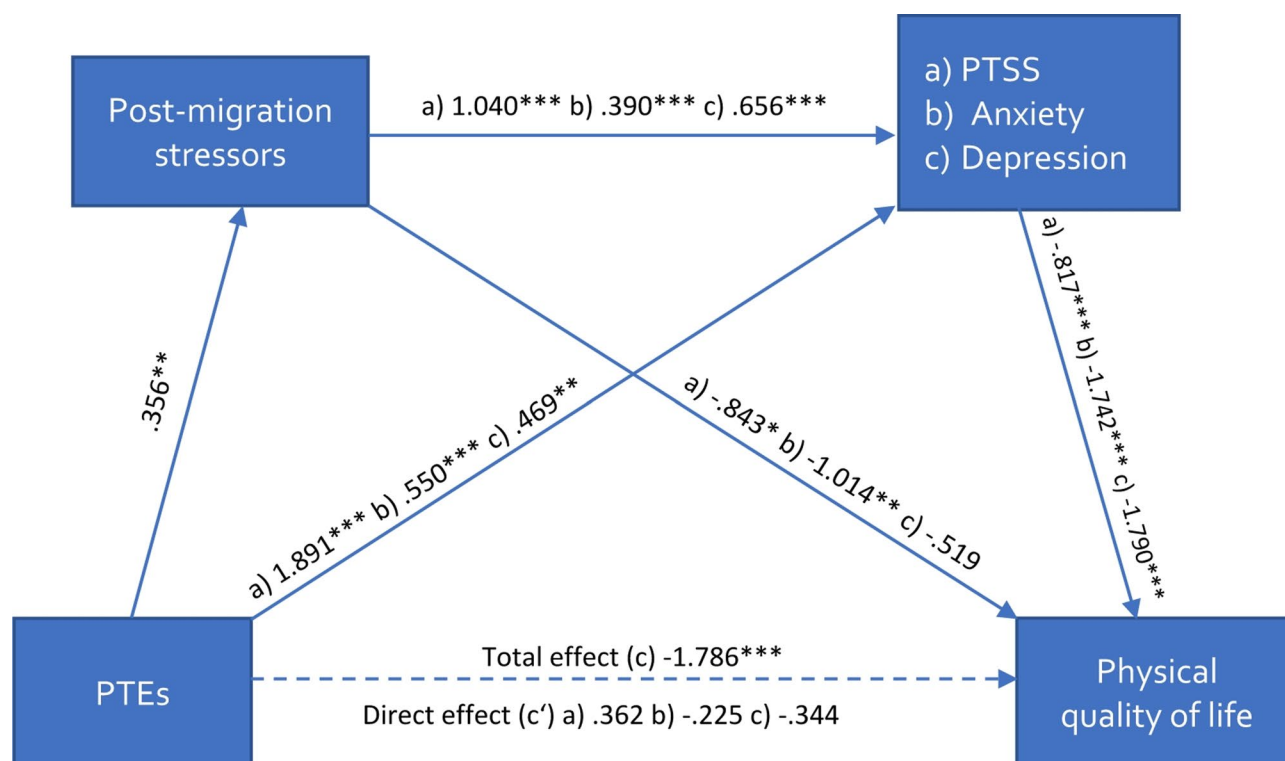 Post-migration
stressors
a) 1.040*** b) .390*** c) .656***
a) PTSS
b) Anxiety
c) Depression
.356**
a) 1.891*** b) .550*** c) .469**
a) -.843* b) -1.014** c) -.519
a) -.817*** b) -1.742*** c) -1.790***
PTEs
Total effect (c) -1.786***
Direct effect (c‘) a) .362 b) -.225 c) -.344
Physical
quality of life